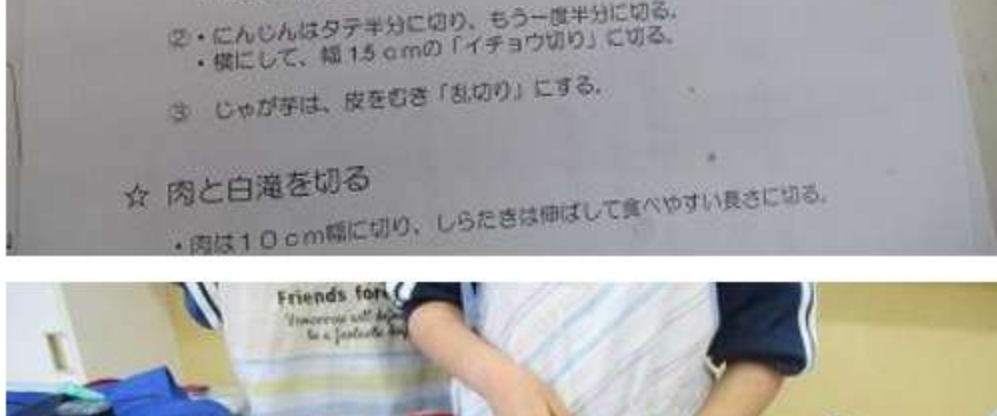 ②・にんじんはタテ半分に切り、もう一度半分に切る。
・横にして、幅1.5cmの「イチョウ切り」に切る。
③ じゃが芋は、皮をむき「乱切り」にする。
☆ 肉と白滝を切る
・肉は10cm幅に切り、しらたきは伸ばして食べやすい長さに切る。
Friends for
Tomorrow will
be a fantastic